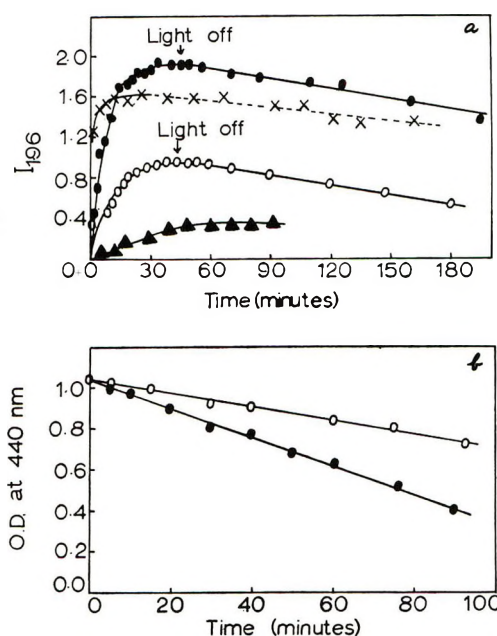 a
Light off
2.0
1.6
1.2
0.8
0.4
0
I196
Light off
0 30 60 90 120 150 180
Time (minutes)
b
1.0
0.8
0.6
0.4
0.2
0.0
O.D. at 440 nm
0 20 40 60 80 100
Time (minutes)